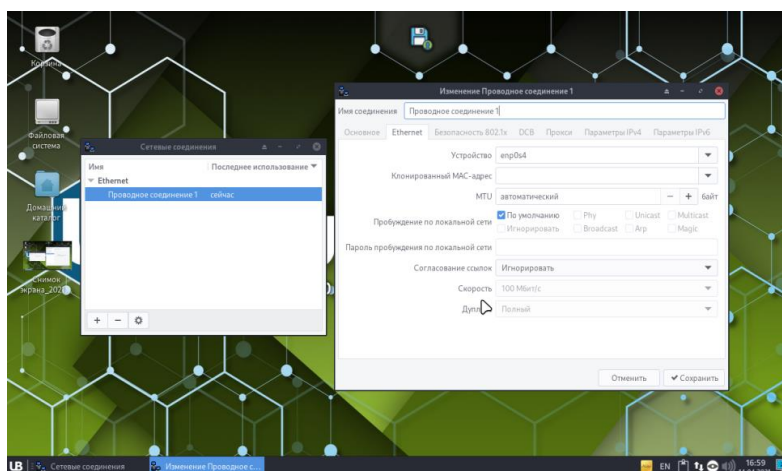 Корзина
Файловая
система
Домашний
каталог
Снимок
экрана_202
Сетевые соединения
Имя Последнее использование
Ethernet
Проводное соединение 1 сейчас
Изменение Проводное соединение 1
Имя соединения Проводное соединение 1
Основное Ethernet Безопасность 802.1x DCB Прокси Параметры IPv4 Параметры IPv6
Устройство enp0s4
Клонированный MAC-адрес
MTU автоматический − + байт
Пробуждение по локальной сети По умолчанию Phy Unicast Multicast
Игнорировать Broadcast Arp Magic
Пароль пробуждения по локальной сети
Согласование ссылок Игнорировать
Скорость 100 Мбит/с
Дупл Полный
Отменить Сохранить
UB Сетевые соединения Изменение Проводное с... EN 16:59